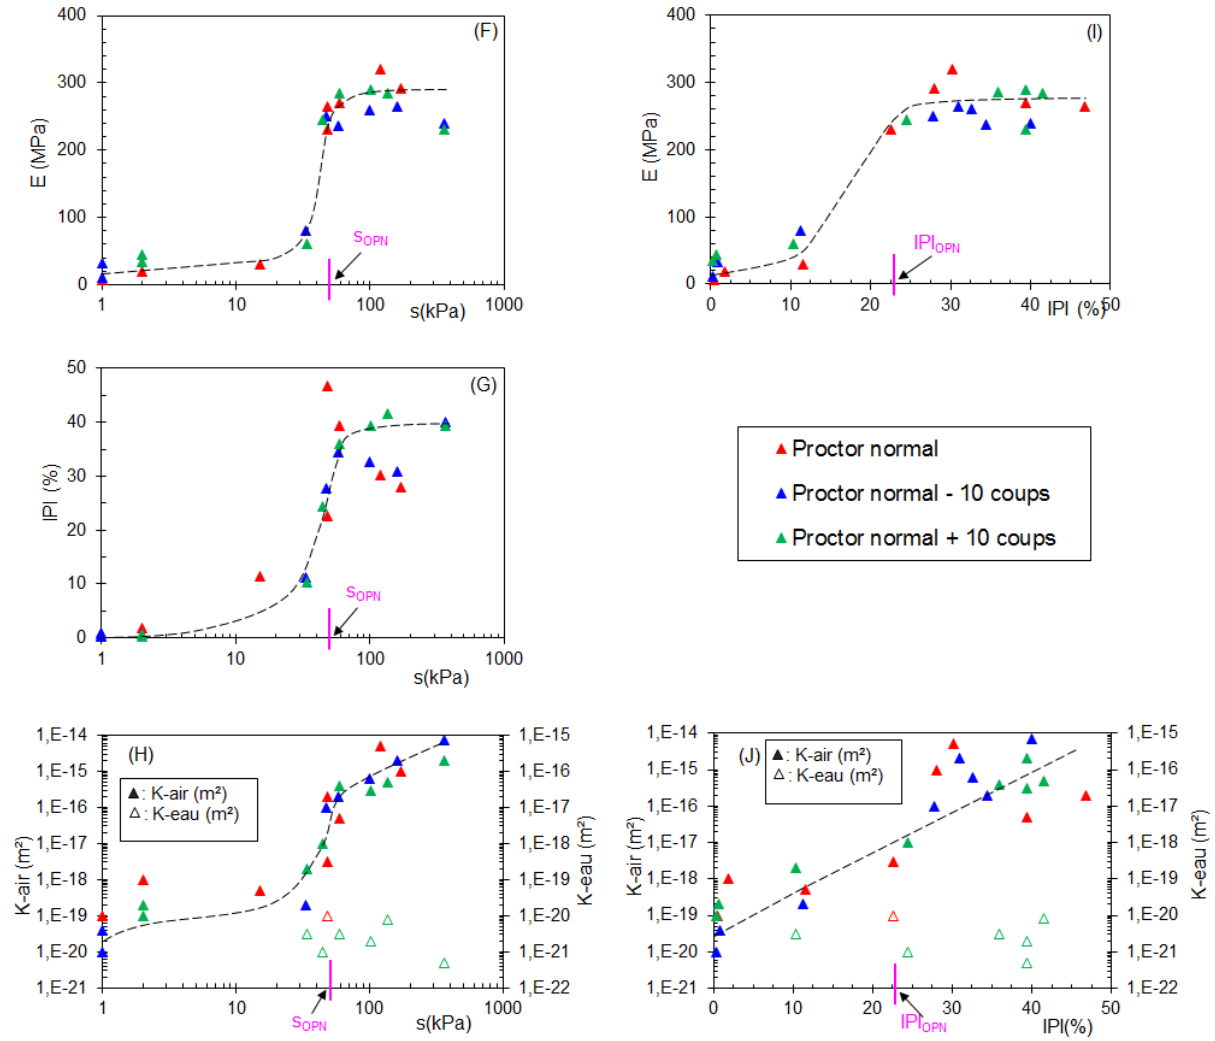 (F)
400
300
200
100
0
E (MPa)
s_OPN
1
10
100
1000
s(kPa)
(I)
400
300
200
100
0
E (MPa)
IPI_OPN
0
10
20
30
40
50
IPI (%)
(G)
50
40
30
20
10
0
IPI (%)
s_OPN
1
10
100
1000
s(kPa)
Proctor normal
Proctor normal - 10 coups
Proctor normal + 10 coups
(H)
▲: K-air (m²)
△: K-eau (m²)
1,E-14
1,E-15
1,E-16
1,E-17
1,E-18
1,E-19
1,E-20
1,E-21
K-air (m²)
1,E-15
1,E-16
1,E-17
1,E-18
1,E-19
1,E-20
1,E-21
1,E-22
K-eau (m²)
1
10
100
1000
s_OPN
s(kPa)
(J)
▲: K-air (m²)
△: K-eau (m²)
1,E-14
1,E-15
1,E-16
1,E-17
1,E-18
1,E-19
1,E-20
1,E-21
K-air (m²)
1,E-15
1,E-16
1,E-17
1,E-18
1,E-19
1,E-20
1,E-21
1,E-22
K-eau (m²)
0
10
20
30
40
50
IPI_OPN
IPI(%)